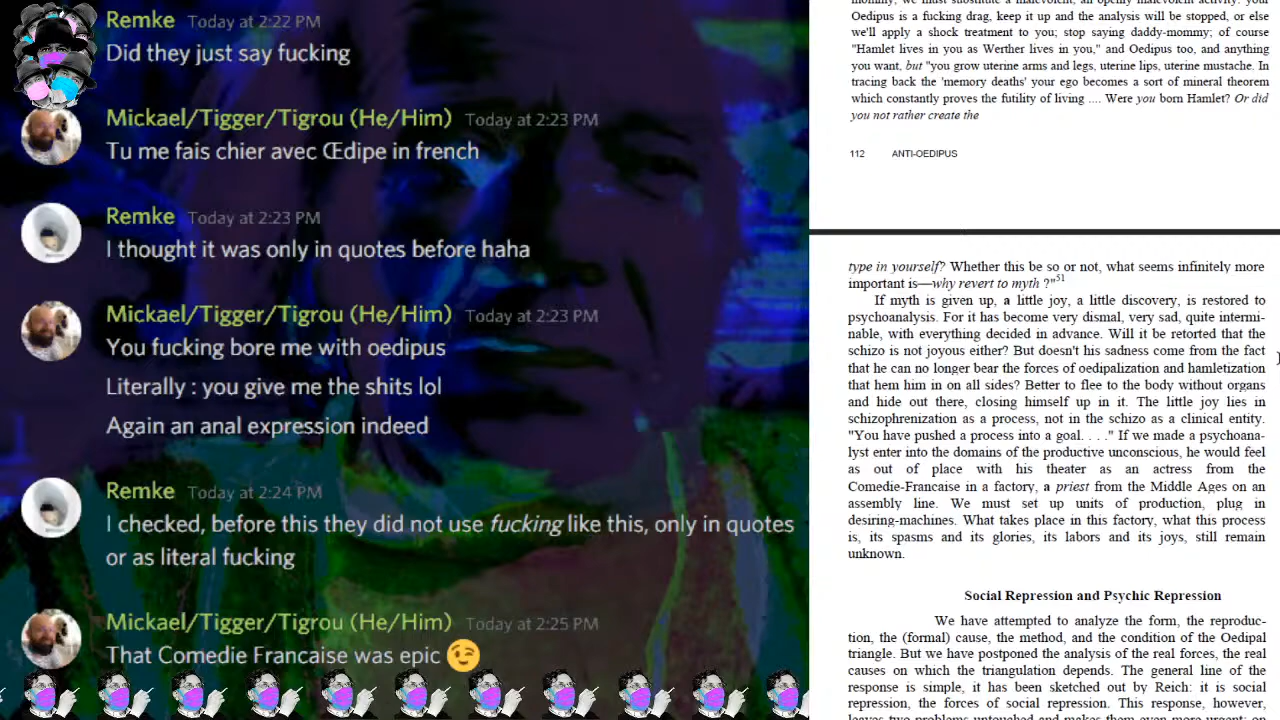 Remke Today at 2:22 PM
Did they just say fucking
Mickael/Tigger/Tigrou (He/Him) Today at 2:23 PM
Tu me fais chier avec Œdipe in french
Remke Today at 2:23 PM
I thought it was only in quotes before haha
Mickael/Tigger/Tigrou (He/Him) Today at 2:23 PM
You fucking bore me with oedipus
Literally : you give me the shits lol
Again an anal expression indeed
Remke Today at 2:24 PM
I checked, before this they did not use fucking like this, only in quotes
or as literal fucking
Mickael/Tigger/Tigrou (He/Him) Today at 2:25 PM
That Comedie Francaise was epic 😉
mommy, we must substitute a malevolent, an openly malevolent activity: your
Oedipus is a fucking drag, keep it up and the analysis will be stopped, or else
we'll apply a shock treatment to you; stop saying daddy-mommy; of course
"Hamlet lives in you as Werther lives in you," and Oedipus too, and anything
you want, but "you grow uterine arms and legs, uterine lips, uterine mustache. In
tracing back the 'memory deaths' your ego becomes a sort of mineral theorem
which constantly proves the futility of living .... Were you born Hamlet? Or did
you not rather create the
112 ANTI-OEDIPUS
type in yourself? Whether this be so or not, what seems infinitely more
important is—why revert to myth ?"51
If myth is given up, a little joy, a little discovery, is restored to
psychoanalysis. For it has become very dismal, very sad, quite intermi-
nable, with everything decided in advance. Will it be retorted that the
schizo is not joyous either? But doesn't his sadness come from the fact
that he can no longer bear the forces of oedipalization and hamletization
that hem him in on all sides? Better to flee to the body without organs
and hide out there, closing himself up in it. The little joy lies in
schizophrenization as a process, not in the schizo as a clinical entity.
"You have pushed a process into a goal. . . ." If we made a psychoana-
lyst enter into the domains of the productive unconscious, he would feel
as out of place with his theater as an actress from the
Comedie-Francaise in a factory, a priest from the Middle Ages on an
assembly line. We must set up units of production, plug in
desiring-machines. What takes place in this factory, what this process
is, its spasms and its glories, its labors and its joys, still remain
unknown.
Social Repression and Psychic Repression
We have attempted to analyze the form, the reproduc-
tion, the (formal) cause, the method, and the condition of the Oedipal
triangle. But we have postponed the analysis of the real forces, the real
causes on which the triangulation depends. The general line of the
response is simple, it has been sketched out by Reich: it is social
repression, the forces of social repression. This response, however,
leaves two problems untouched and makes them even more urgent: on